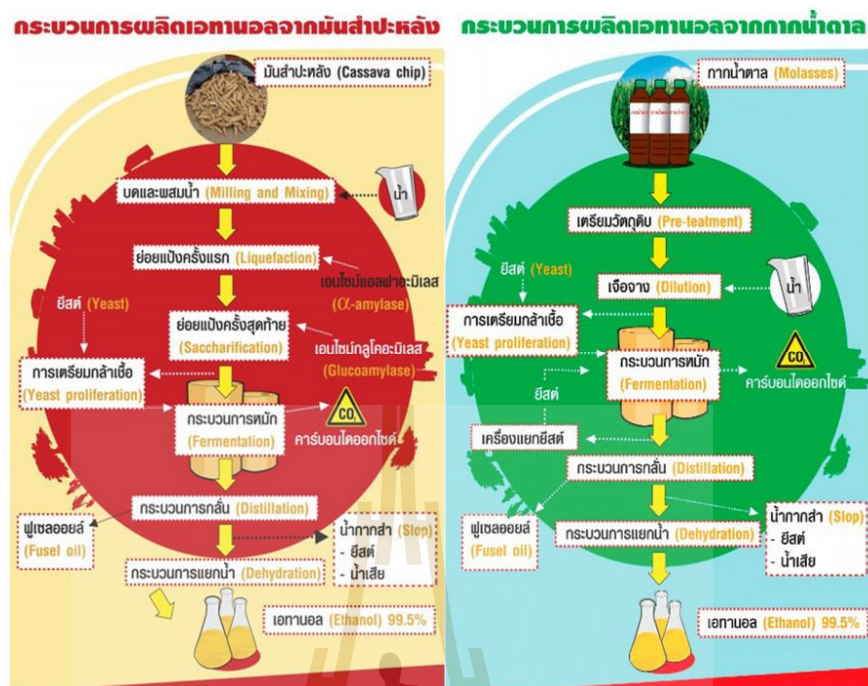 กระบวนการผลิตเอทานอลจากมันสำปะหลัง
มันสำปะหลัง (Cassava chip)
บดและผสมน้ำ (Milling and Mixing)
น้ำ
ย่อยแป้งครั้งแรก (Liquefaction)
เอนไซม์แอลฟาอะมิเลส
(α-amylase)
ยีสต์ (Yeast)
ย่อยแป้งครั้งสุดท้าย
(Saccharification)
เอนไซม์กลูโคอะมิเลส
(Glucoamylase)
การเตรียมกล้าเชื้อ
(Yeast proliferation)
กระบวนการหมัก
(Fermentation)
CO₂
คาร์บอนไดออกไซด์
กระบวนการกลั่น (Distillation)
ฟูเซลออยล์
(Fusel oil)
น้ำกากส่า (Slop)
- ยีสต์
- น้ำเสีย
กระบวนการแยกน้ำ (Dehydration)
เอทานอล (Ethanol) 99.5%
กระบวนการผลิตเอทานอลจากกากน้ำตาล
กากน้ำตาล (Molasses)
เตรียมวัตถุดิบ (Pre-teatment)
ยีสต์ (Yeast)
เจือจาง (Dilution)
น้ำ
การเตรียมกล้าเชื้อ
(Yeast proliferation)
กระบวนการหมัก
(Fermentation)
CO₂
คาร์บอนไดออกไซด์
ยีสต์
เครื่องแยกยีสต์
กระบวนการกลั่น (Distillation)
ฟูเซลออยล์
(Fusel oil)
น้ำกากส่า (Slop)
- ยีสต์
- น้ำเสีย
กระบวนการแยกน้ำ (Dehydration)
เอทานอล (Ethanol) 99.5%